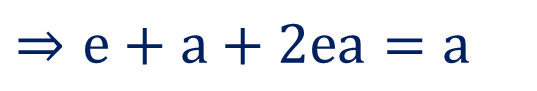 ⇒ e + a + 2ea = a